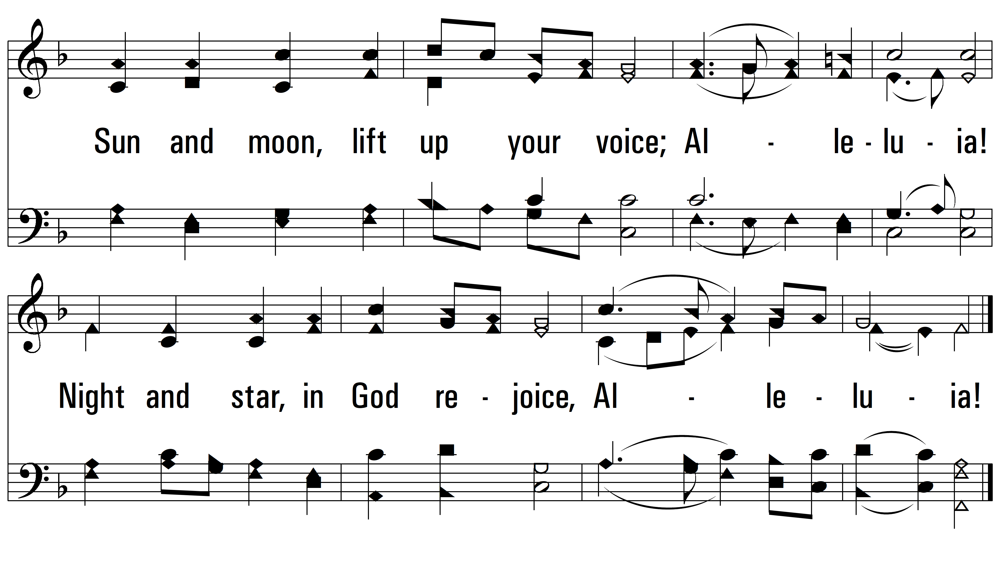 Sun and moon, lift up your voice; Al - le - lu - ia!
Night and star, in God re - joice, Al - le - lu - ia!